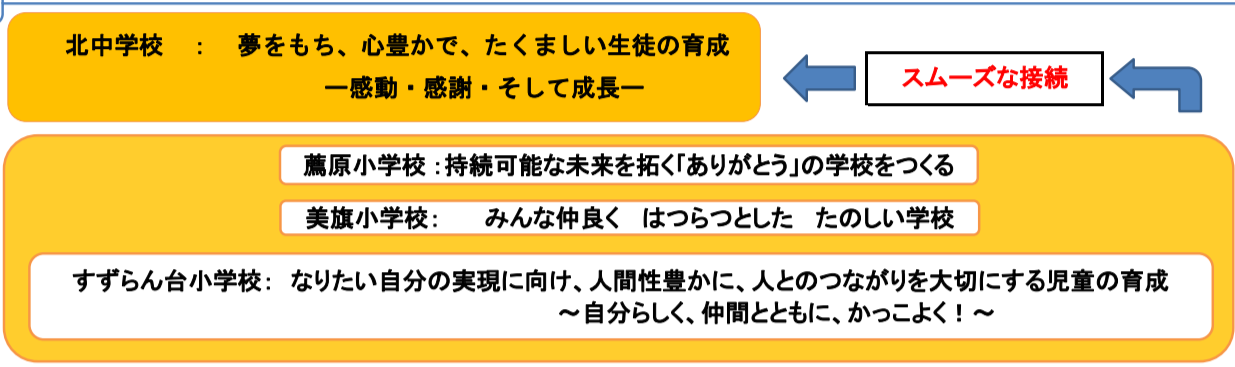 北中学校　：　夢をもち、心豊かで、たくましい生徒の育成
ー感動・感謝・そして成長ー
スムーズな接続
薦原小学校：持続可能な未来を拓く「ありがとう」の学校をつくる
美旗小学校：　みんな仲良く　はつらつとした　たのしい学校
すずらん台小学校：　なりたい自分の実現に向け、人間性豊かに、人とのつながりを大切にする児童の育成
～自分らしく、仲間とともに、かっこよく！～